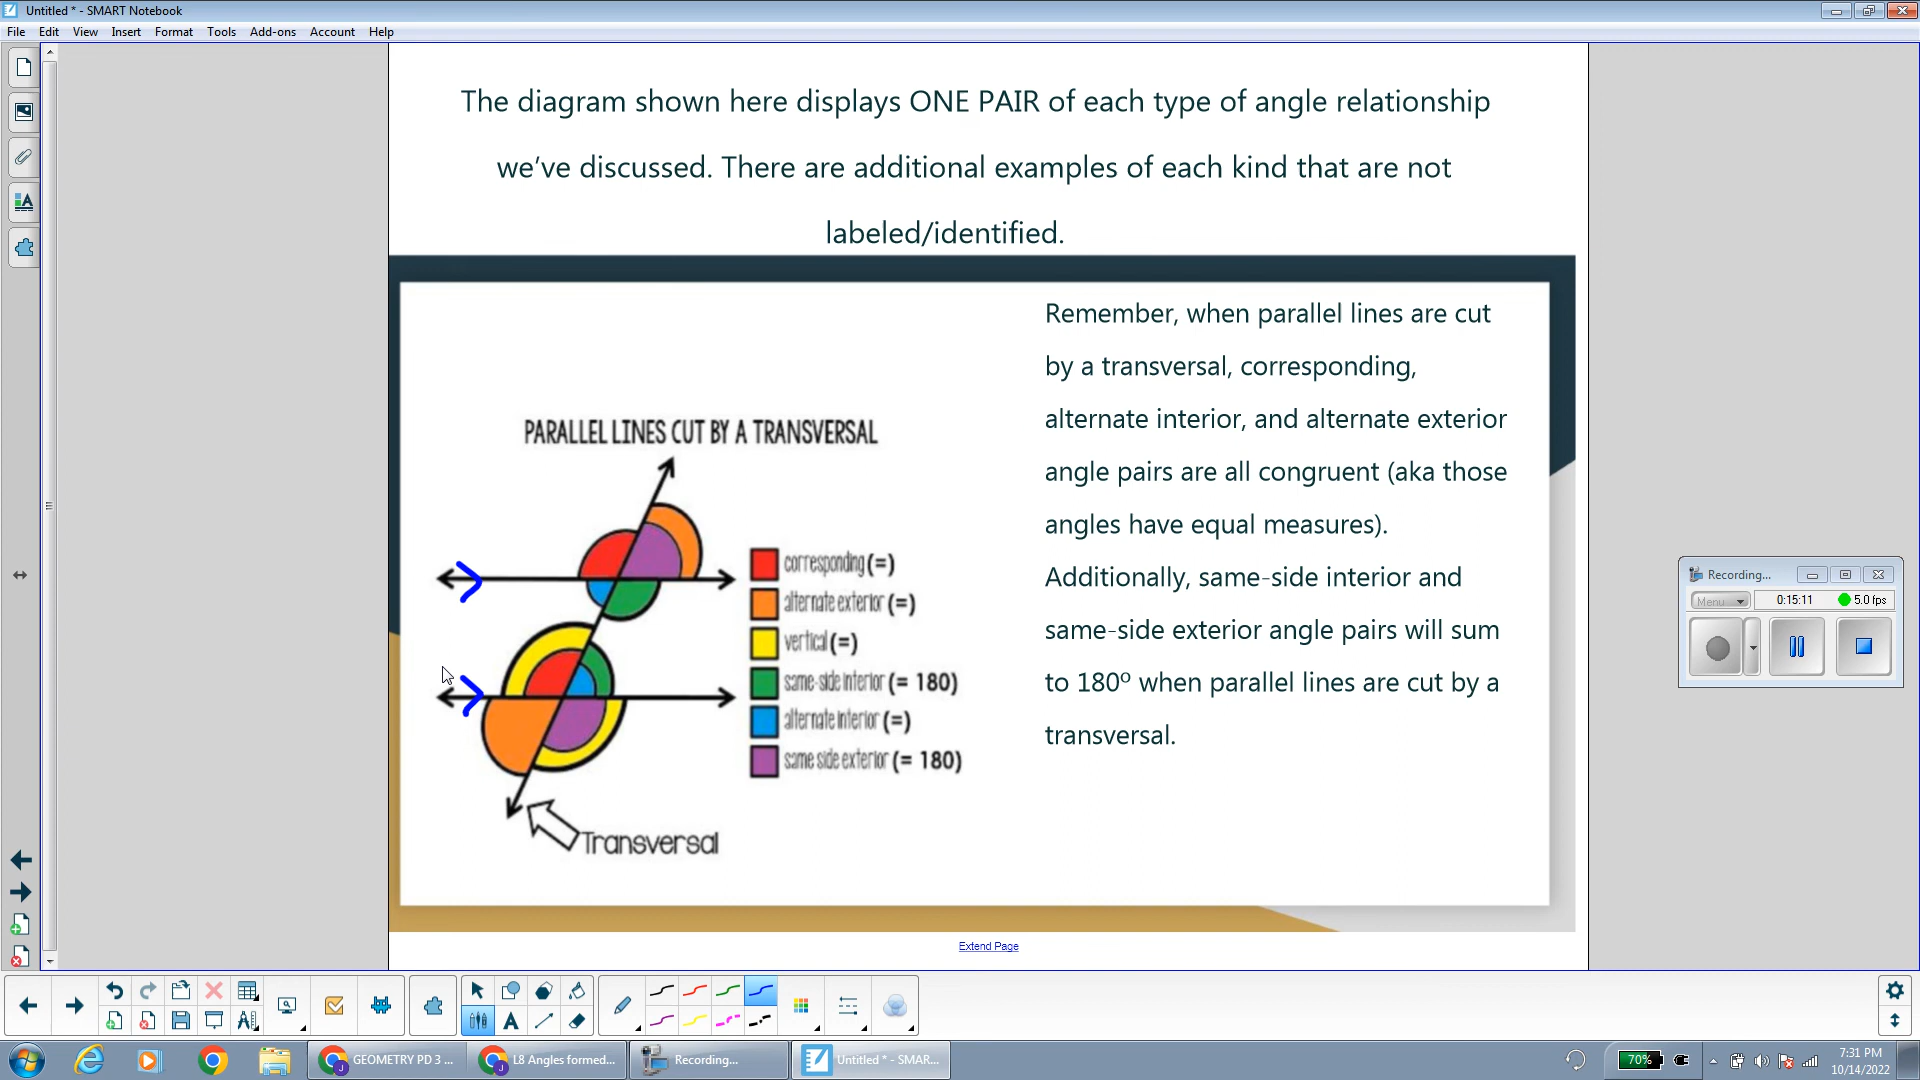 Untitled * - SMART Notebook
File Edit View Insert Format Tools Add-ons Account Help
The diagram shown here displays ONE PAIR of each type of angle relationship
we’ve discussed. There are additional examples of each kind that are not
labeled/identified.
Remember, when parallel lines are cut
by a transversal, corresponding,
alternate interior, and alternate exterior
angle pairs are all congruent (aka those
angles have equal measures).
Additionally, same-side interior and
same-side exterior angle pairs will sum
to 180º when parallel lines are cut by a
transversal.
PARALLEL LINES CUT BY A TRANSVERSAL
corresponding (=)
alternate exterior (=)
vertical (=)
same-side interior (= 180)
alternate interior (=)
same side exterior (= 180)
Transversal
Extend Page
Recording...
Menu 0:15:11 5.0 fps
GEOMETRY PD 3 ... L8 Angles formed... Recording... Untitled * - SMAR...
70%
7:31 PM
10/14/2022